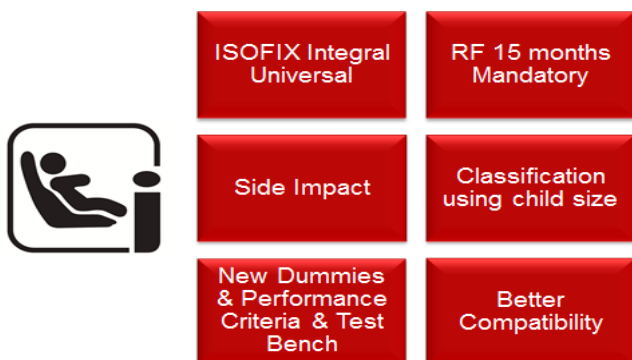 ISOFIX Integral
Universal
RF 15 months
Mandatory
Side Impact
Classification
using child size
New Dummies
& Performance
Criteria & Test
Bench
Better
Compatibility